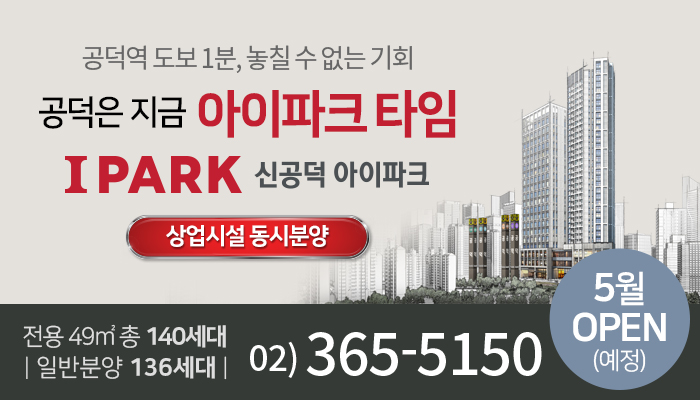 공덕역 도보 1분, 놓칠 수 없는 기회
공덕은 지금 아이파크 타임
I PARK 신공덕 아이파크
상업시설 동시분양
전용 49㎡ 총 140세대
| 일반분양 136세대 |
02) 365-5150
5월
OPEN
(예정)